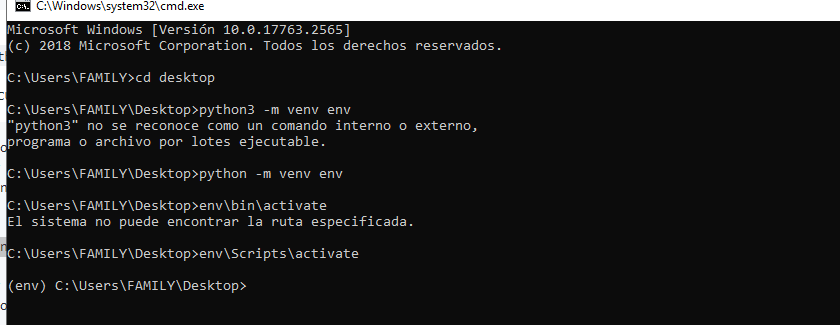 C:\Windows\system32\cmd.exe
Microsoft Windows [Versión 10.0.17763.2565]
(c) 2018 Microsoft Corporation. Todos los derechos reservados.
C:\Users\FAMILY>cd desktop
C:\Users\FAMILY\Desktop>python3 -m venv env
"python3" no se reconoce como un comando interno o externo,
programa o archivo por lotes ejecutable.
C:\Users\FAMILY\Desktop>python -m venv env
C:\Users\FAMILY\Desktop>env\bin\activate
El sistema no puede encontrar la ruta especificada.
C:\Users\FAMILY\Desktop>env\Scripts\activate
(env) C:\Users\FAMILY\Desktop>